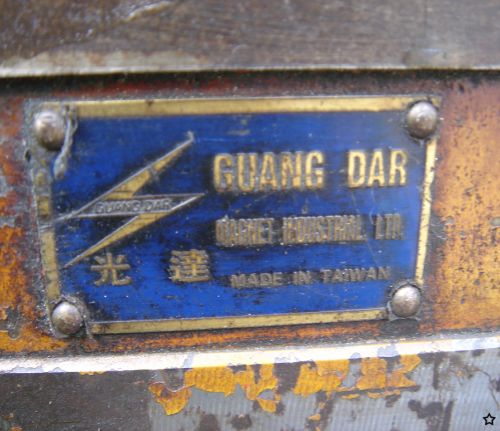 GUANG DAR
GUANG DAR
MAGNET INDUSTRIAL LTD.
光達
MADE IN TAIWAN